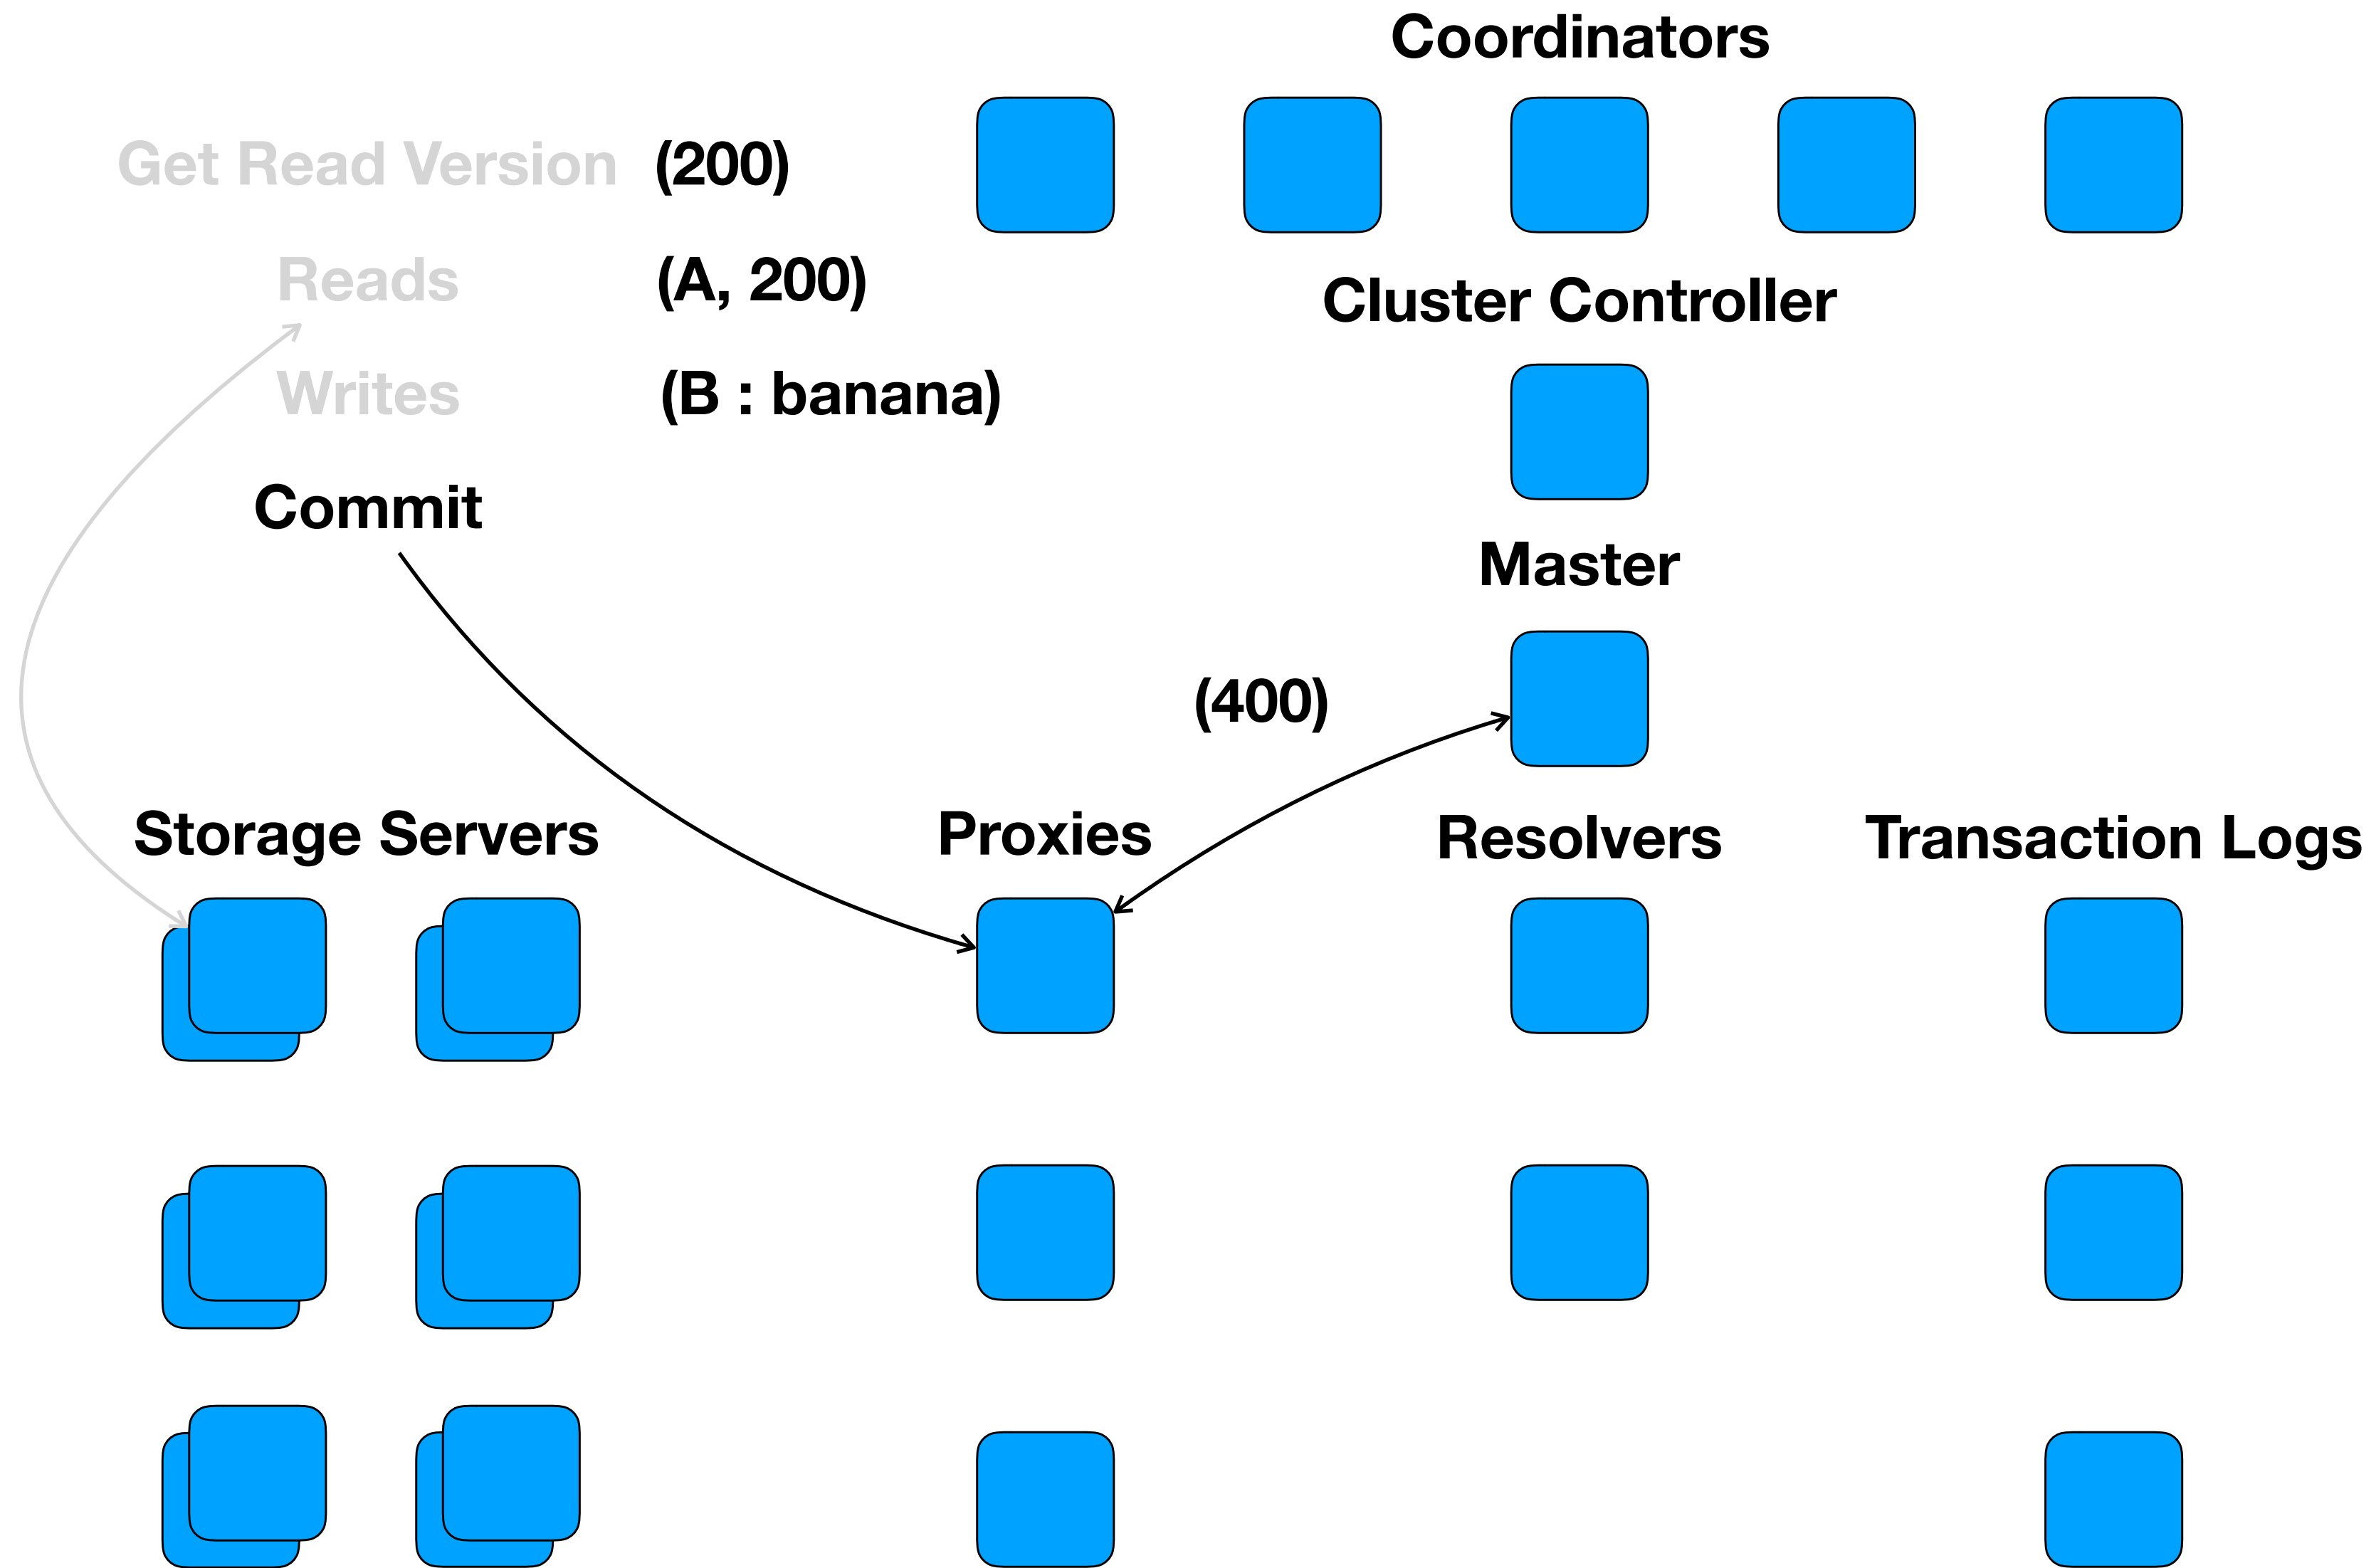 Coordinators
Get Read Version (200)
Reads (A, 200)
Cluster Controller
Writes (B : banana)
Commit
Master
(400)
Storage Servers
Proxies
Resolvers
Transaction Logs